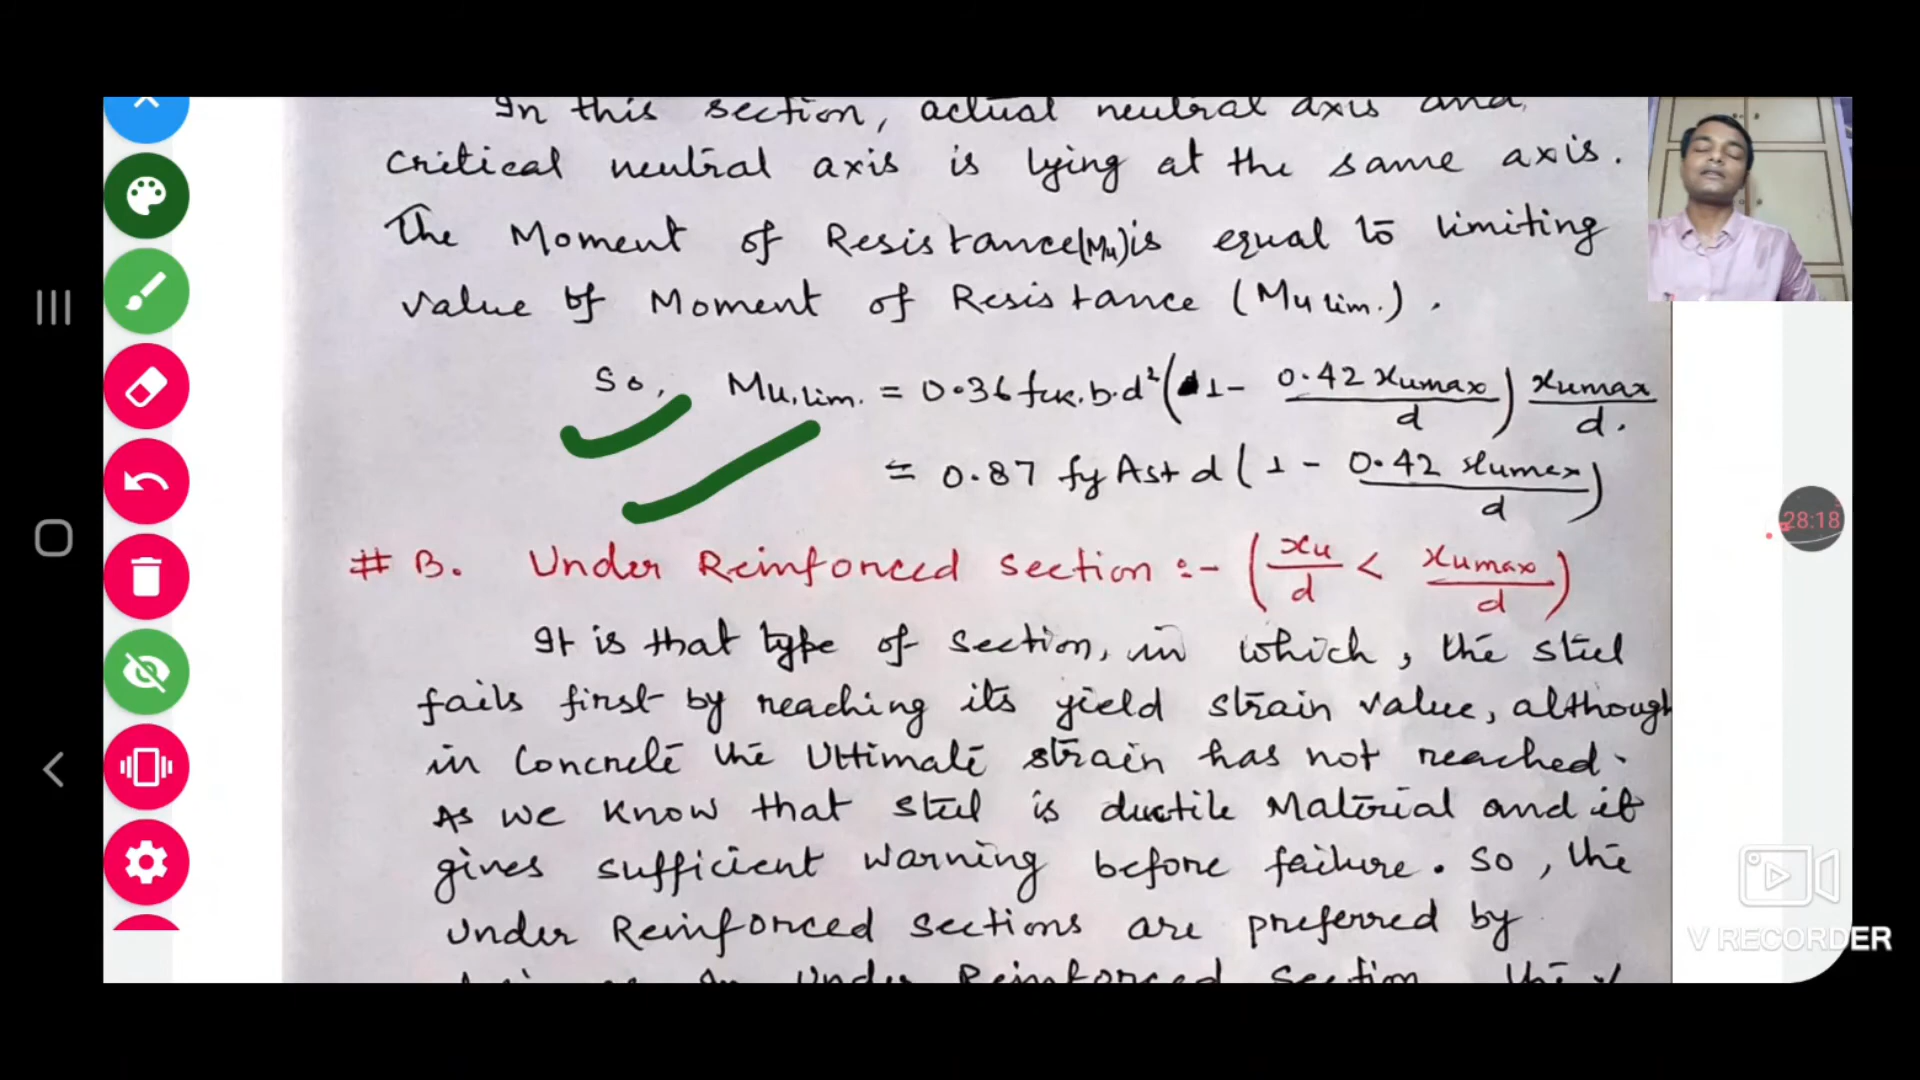 In this section, actual neutral axis and
critical neutral axis is lying at the same axis.
The Moment of Resistance(Mu) is equal to limiting
value of Moment of Resistance (Mu lim.).
So, Mu,lim. = 0.36 fck.b.d²(1 - 0.42 xumax/d) xumax/d.
= 0.87 fy Ast d (1 - 0.42 xumax/d)
# B. Under Reinforced section :- (xu/d < xumax/d)
It is that type of section, in which, the steel
fails first by reaching its yield strain value, although
in Concrete the Ultimate strain has not reached.
As we know that steel is ductile Material and it
gives sufficient warning before failure. So, the
under Reinforced sections are preferred by
In Under Reinforced section, the
28:18
V RECORDER